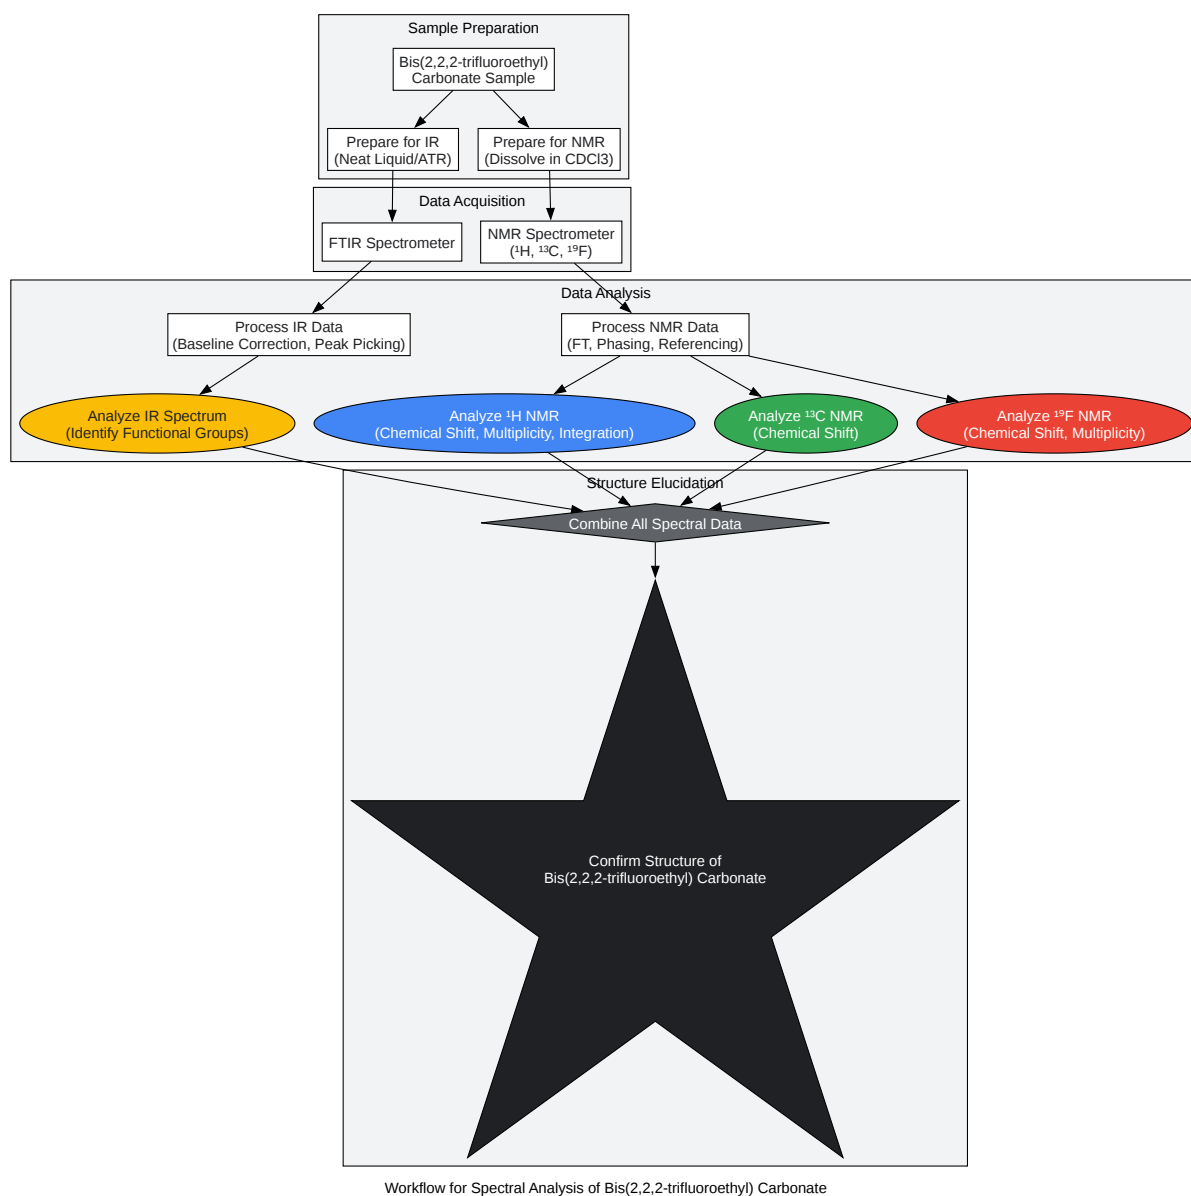 Sample Preparation
Bis(2,2,2-trifluoroethyl)
Carbonate Sample
Prepare for IR
(Neat Liquid/ATR)
Prepare for NMR
(Dissolve in CDCl3)
Data Acquisition
FTIR Spectrometer
NMR Spectrometer
(¹H, ¹³C, ¹⁹F)
Data Analysis
Process IR Data
(Baseline Correction, Peak Picking)
Process NMR Data
(FT, Phasing, Referencing)
Analyze IR Spectrum
(Identify Functional Groups)
Analyze ¹H NMR
(Chemical Shift, Multiplicity, Integration)
Analyze ¹³C NMR
(Chemical Shift)
Analyze ¹⁹F NMR
(Chemical Shift, Multiplicity)
Structure Elucidation
Combine All Spectral Data
Confirm Structure of
Bis(2,2,2-trifluoroethyl) Carbonate
Workflow for Spectral Analysis of Bis(2,2,2-trifluoroethyl) Carbonate